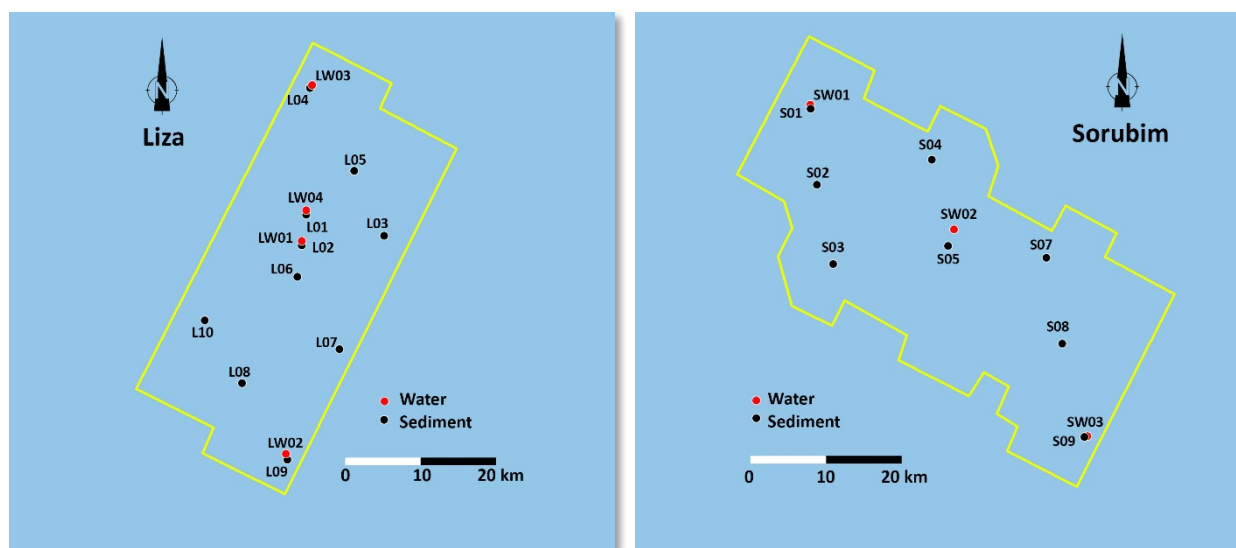 N
Liza
LW03
L04
L05
LW04
L01
L03
LW01
L02
L06
L10
L07
L08
LW02
L09
Water
Sediment
0 10 20 km
N
Sorubim
SW01
S01
S04
S02
SW02
S05
S07
S03
S08
SW03
S09
Water
Sediment
0 10 20 km